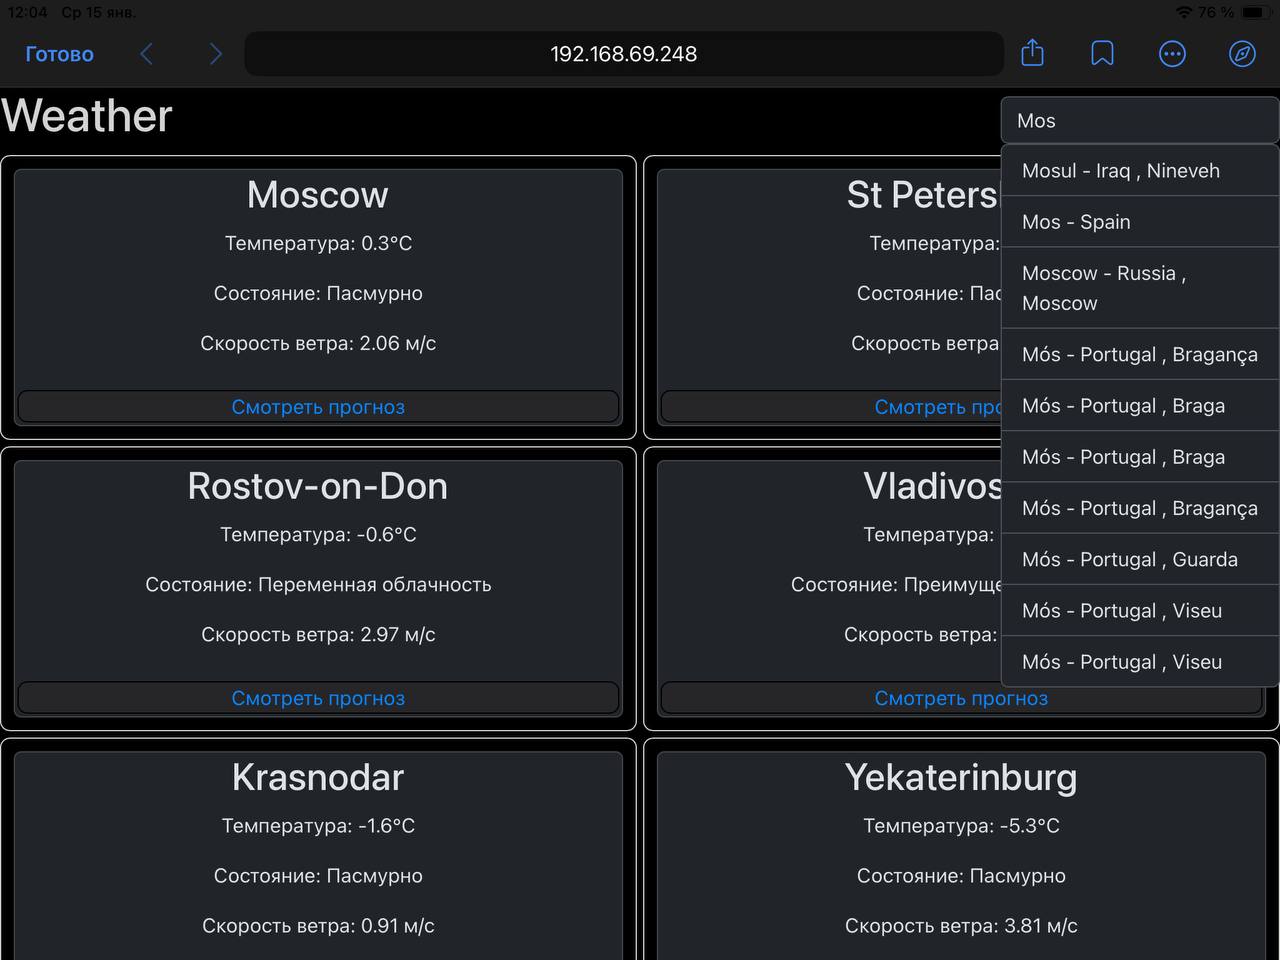 12:04 Ср 15 янв.
76 %
Готово
192.168.69.248
Weather
Mos
Mosul - Iraq , Nineveh
Mos - Spain
Moscow - Russia ,
Moscow
Mós - Portugal , Bragança
Mós - Portugal , Braga
Mós - Portugal , Braga
Mós - Portugal , Bragança
Mós - Portugal , Guarda
Mós - Portugal , Viseu
Mós - Portugal , Viseu
Moscow
Температура: 0.3°C
Состояние: Пасмурно
Скорость ветра: 2.06 м/с
Смотреть прогноз
St Peters
Температура:
Состояние: Пас
Скорость ветра
Смотреть про
Rostov-on-Don
Температура: -0.6°C
Состояние: Переменная облачность
Скорость ветра: 2.97 м/с
Смотреть прогноз
Vladivos
Температура:
Состояние: Преимуще
Скорость ветра:
Смотреть прогноз
Krasnodar
Температура: -1.6°C
Состояние: Пасмурно
Скорость ветра: 0.91 м/с
Yekaterinburg
Температура: -5.3°C
Состояние: Пасмурно
Скорость ветра: 3.81 м/с